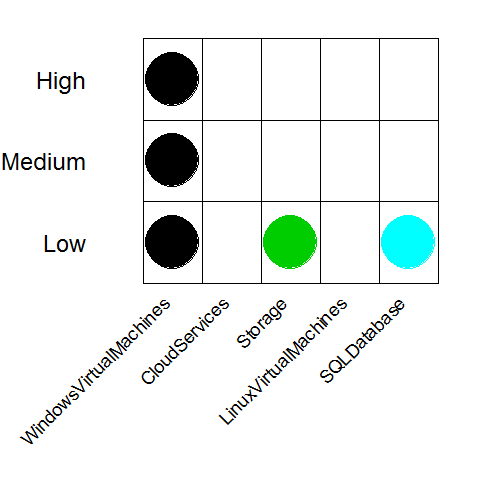 High
Medium
Low
WindowsVirtualMachines
CloudServices
Storage
LinuxVirtualMachines
SQLDatabase